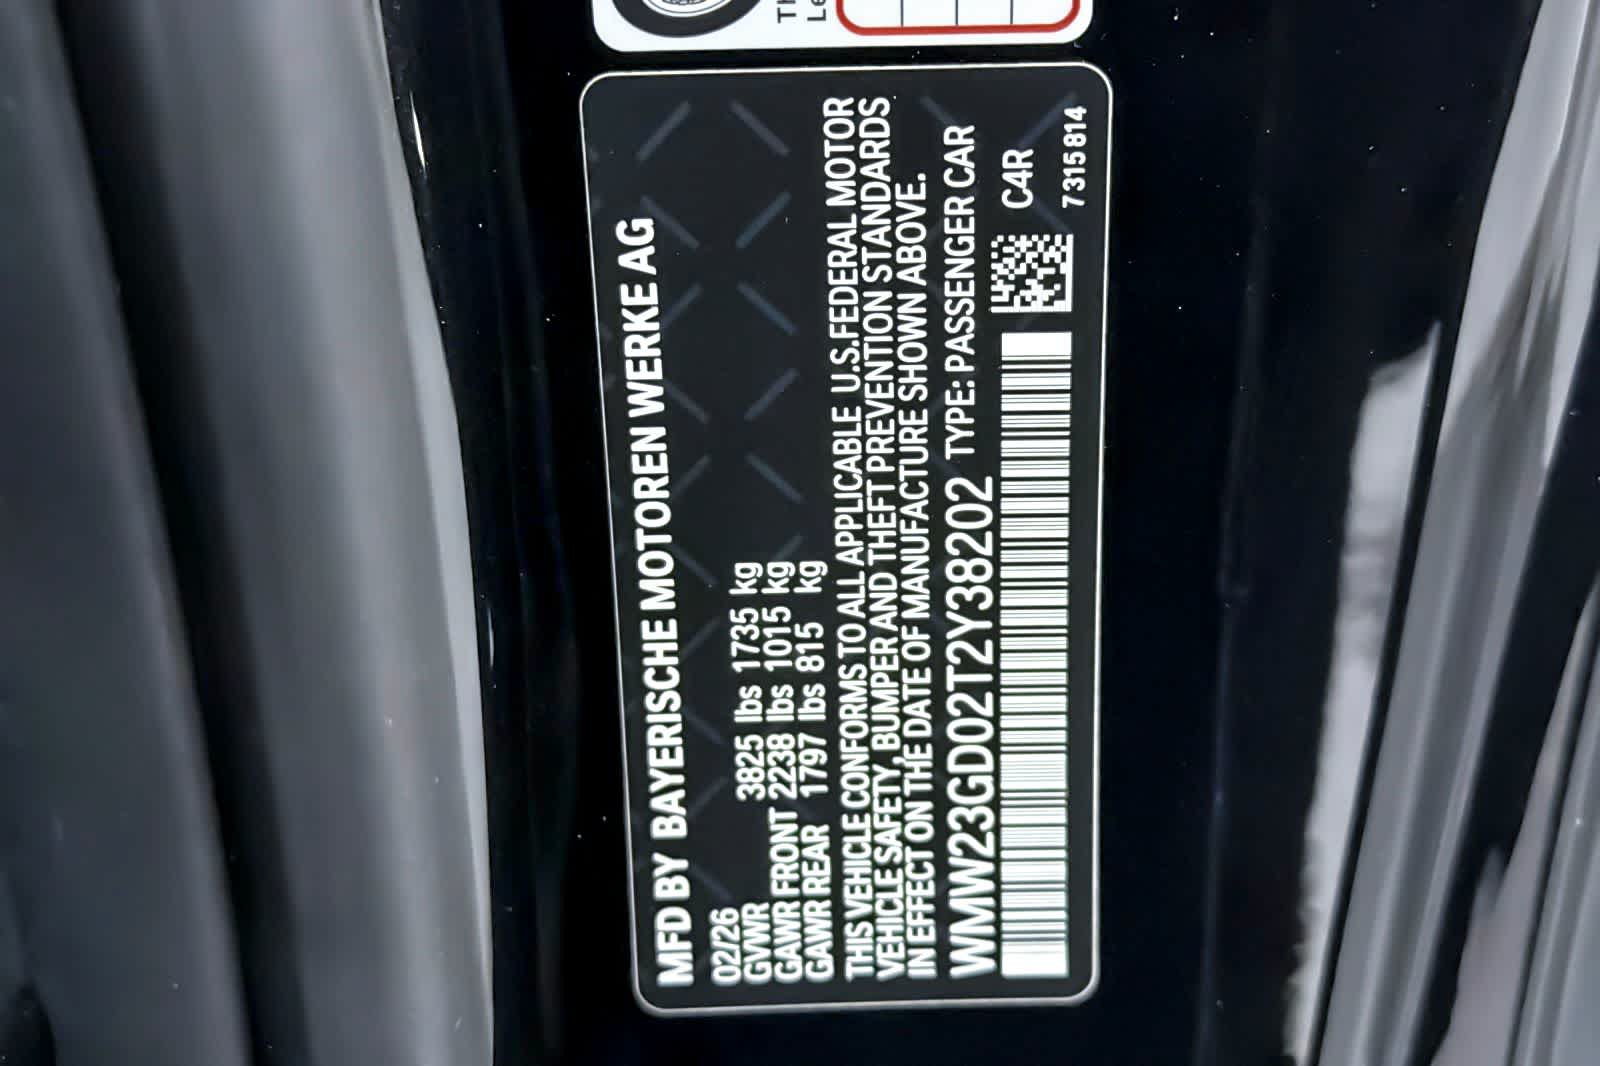 MFD BY BAYERISCHE MOTOREN WERKE AG
02/26
GVWR 3825 lbs 1735 kg
GAWR FRONT 2238 lbs 1015 kg
GAWR REAR 1797 lbs 815 kg
THIS VEHICLE CONFORMS TO ALL APPLICABLE U.S.FEDERAL MOTOR
VEHICLE SAFETY, BUMPER AND THEFT PREVENTION STANDARDS
IN EFFECT ON THE DATE OF MANUFACTURE SHOWN ABOVE.
WMW23GD02T2Y38202 TYPE: PASSENGER CAR
C4R
7 315 814